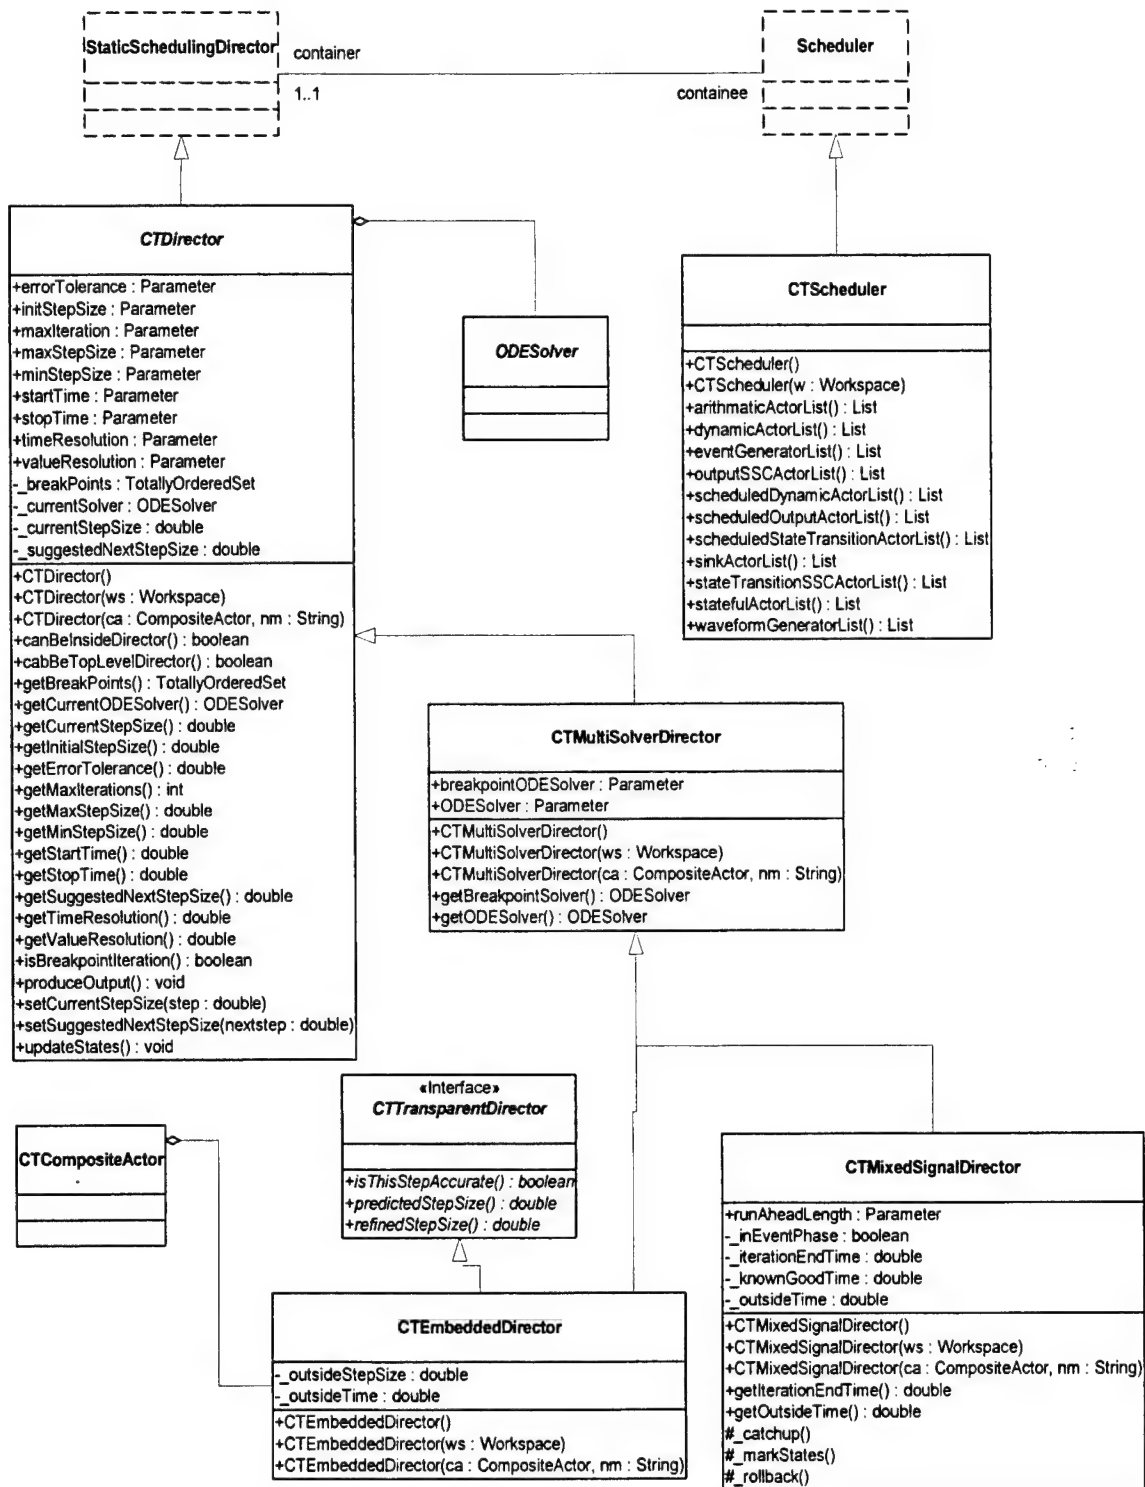 StaticSchedulingDirector
container
1..1
containee
Scheduler
CTDirector
+errorTolerance : Parameter
+initStepSize : Parameter
+maxIteration : Parameter
+maxStepSize : Parameter
+minStepSize : Parameter
+startTime : Parameter
+stopTime : Parameter
+timeResolution : Parameter
+valueResolution : Parameter
-_breakPoints : TotallyOrderedSet
-_currentSolver : ODESolver
-_currentStepSize : double
-_suggestedNextStepSize : double
+CTDirector()
+CTDirector(ws : Workspace)
+CTDirector(ca : CompositeActor, nm : String)
+canBeInsideDirector() : boolean
+cabBeTopLevelDirector() : boolean
+getBreakPoints() : TotallyOrderedSet
+getCurrentODESolver() : ODESolver
+getCurrentStepSize() : double
+getInitialStepSize() : double
+getErrorTolerance() : double
+getMaxIterations() : int
+getMaxStepSize() : double
+getMinStepSize() : double
+getStartTime() : double
+getStopTime() : double
+getSuggestedNextStepSize() : double
+getTimeResolution() : double
+getValueResolution() : double
+isBreakpointIteration() : boolean
+produceOutput() : void
+setCurrentStepSize(step : double)
+setSuggestedNextStepSize(nextstep : double)
+updateStates() : void
ODESolver
CTScheduler
+CTScheduler()
+CTScheduler(w : Workspace)
+arithmaticActorList() : List
+dynamicActorList() : List
+eventGeneratorList() : List
+outputSSCActorList() : List
+scheduledDynamicActorList() : List
+scheduledOutputActorList() : List
+scheduledStateTransitionActorList() : List
+sinkActorList() : List
+stateTransitionSSCActorList() : List
+statefulActorList() : List
+waveformGeneratorList() : List
CTMultiSolverDirector
+breakpointODESolver : Parameter
+ODESolver : Parameter
+CTMultiSolverDirector()
+CTMultiSolverDirector(ws : Workspace)
+CTMultiSolverDirector(ca : CompositeActor, nm : String)
+getBreakpointSolver() : ODESolver
+getODESolver() : ODESolver
«Interface»
CTTransparentDirector
+isThisStepAccurate() : boolean
+predictedStepSize() : double
+refinedStepSize() : double
CTCompositeActor
CTEmbeddedDirector
-_outsideStepSize : double
-_outsideTime : double
+CTEmbeddedDirector()
+CTEmbeddedDirector(ws : Workspace)
+CTEmbeddedDirector(ca : CompositeActor, nm : String)
CTMixedSignalDirector
+runAheadLength : Parameter
-_inEventPhase : boolean
-_iterationEndTime : double
-_knownGoodTime : double
-_outsideTime : double
+CTMixedSignalDirector()
+CTMixedSignalDirector(ws : Workspace)
+CTMixedSignalDirector(ca : CompositeActor, nm : String)
+getIterationEndTime() : double
+getOutsideTime() : double
#_catchup()
#_markStates()
#_rollback()